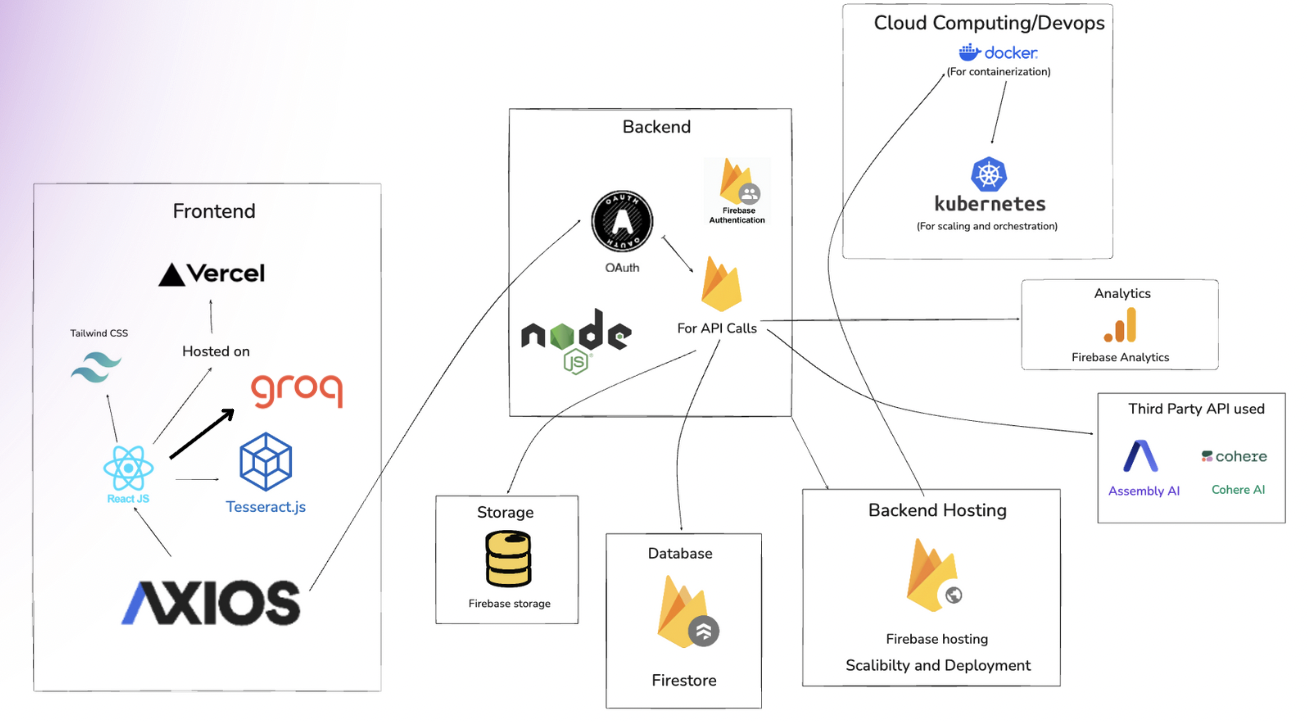 Cloud Computing/Devops
docker
(For containerization)
kubernetes
(For scaling and orchestration)
Backend
OAUTH
A
OAUTH
OAuth
Firebase
Authentication
For API Calls
node
JS
Frontend
Vercel
Tailwind CSS
Hosted on
groq
React JS
Tesseract.js
AXIOS
Analytics
Firebase Analytics
Third Party API used
Assembly AI
cohere
Cohere AI
Storage
Firebase storage
Database
Firestore
Backend Hosting
Firebase hosting
Scalibilty and Deployment